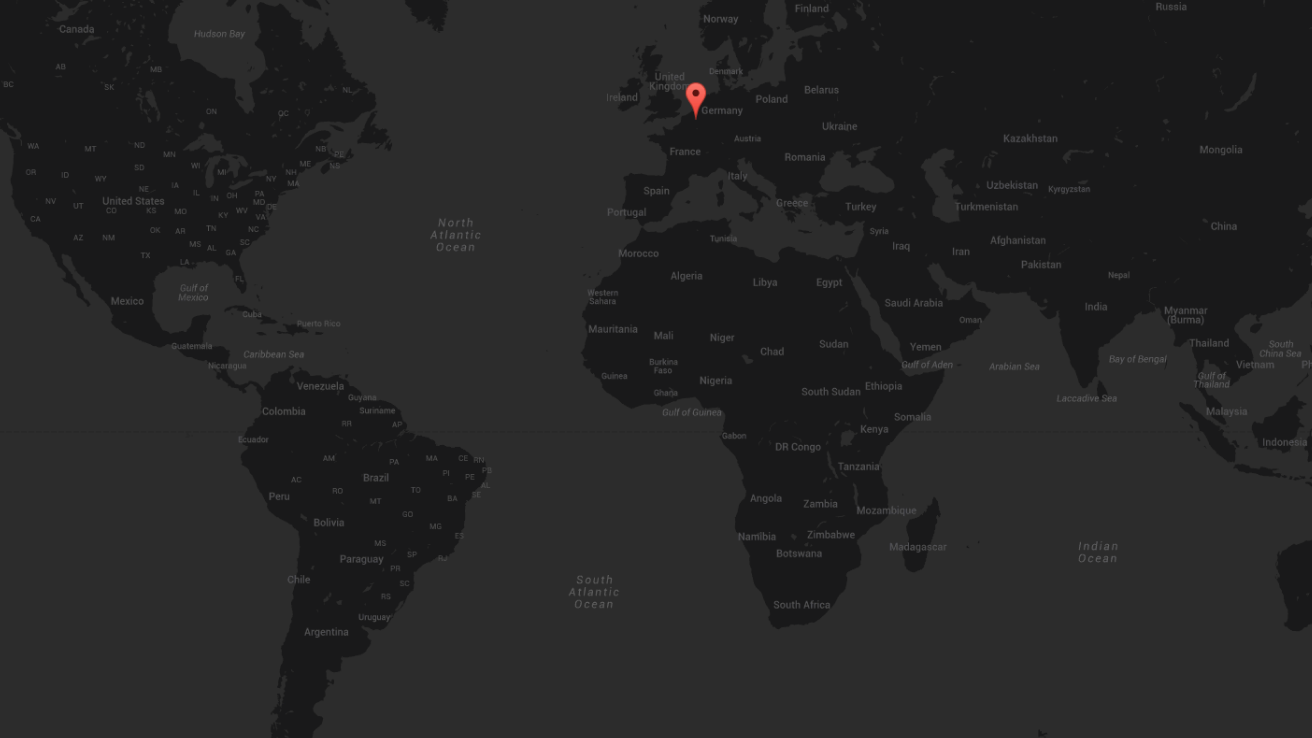 Finland
Russia
Norway
Canada
Hudson Bay
AB
MB
Denmark
United
Kingdom
BC
SK
NL
Belarus
Ireland
Poland
ON
QC
Germany
Ukraine
Austria
Kazakhstan
WA
MT
ND
MN
NB
PE
France
Mongolia
SD
WI
ME
NS
Romania
OR
ID
WY
MI
NH
NY
MA
Italy
NE
IA
IL
IN
OH
PA
Spain
Uzbekistan
Kyrgyzstan
NV
UT
United States
MD
DE
Greece
Turkey
Turkmenistan
CA
CO
KS
MO
KY
WV
VA
Portugal
North
Atlantic
Ocean
China
AZ
NM
OK
AR
TN
NC
Syria
Tunisia
Iraq
Afghanistan
MS
AL
SC
Morocco
Iran
TX
LA
GA
Pakistan
FL
Algeria
Libya
Egypt
Nepal
Gulf of
Mexico
Western
Sahara
Mexico
Saudi Arabia
India
Myanmar
(Burma)
Cuba
Puerto Rico
Mauritania
Mali
Niger
Oman
Guatemala
Caribbean Sea
Chad
Sudan
Yemen
Thailand
South
China Sea
Nicaragua
Burkina
Faso
Gulf of Aden
Arabian Sea
Bay of Bengal
Vietnam
Ph
Venezuela
Guinea
Nigeria
Ethiopia
Gulf of
Thailand
Guyana
Ghana
South Sudan
Laccadive Sea
Colombia
Suriname
Gulf of Guinea
Somalia
Malaysia
RR
AP
Kenya
Ecuador
Gabon
DR Congo
Indonesia
AM
PA
MA
CE
RN
Tanzania
AC
Brazil
PI
PE
PB
AL
Peru
RO
MT
TO
BA
SE
Angola
Zambia
Mozambique
Bolivia
GO
MG
ES
Namibia
Zimbabwe
Botswana
Madagascar
Indian
Ocean
MS
SP
RJ
Paraguay
PR
Chile
SC
South
Atlantic
Ocean
RS
South Africa
Uruguay
Argentina